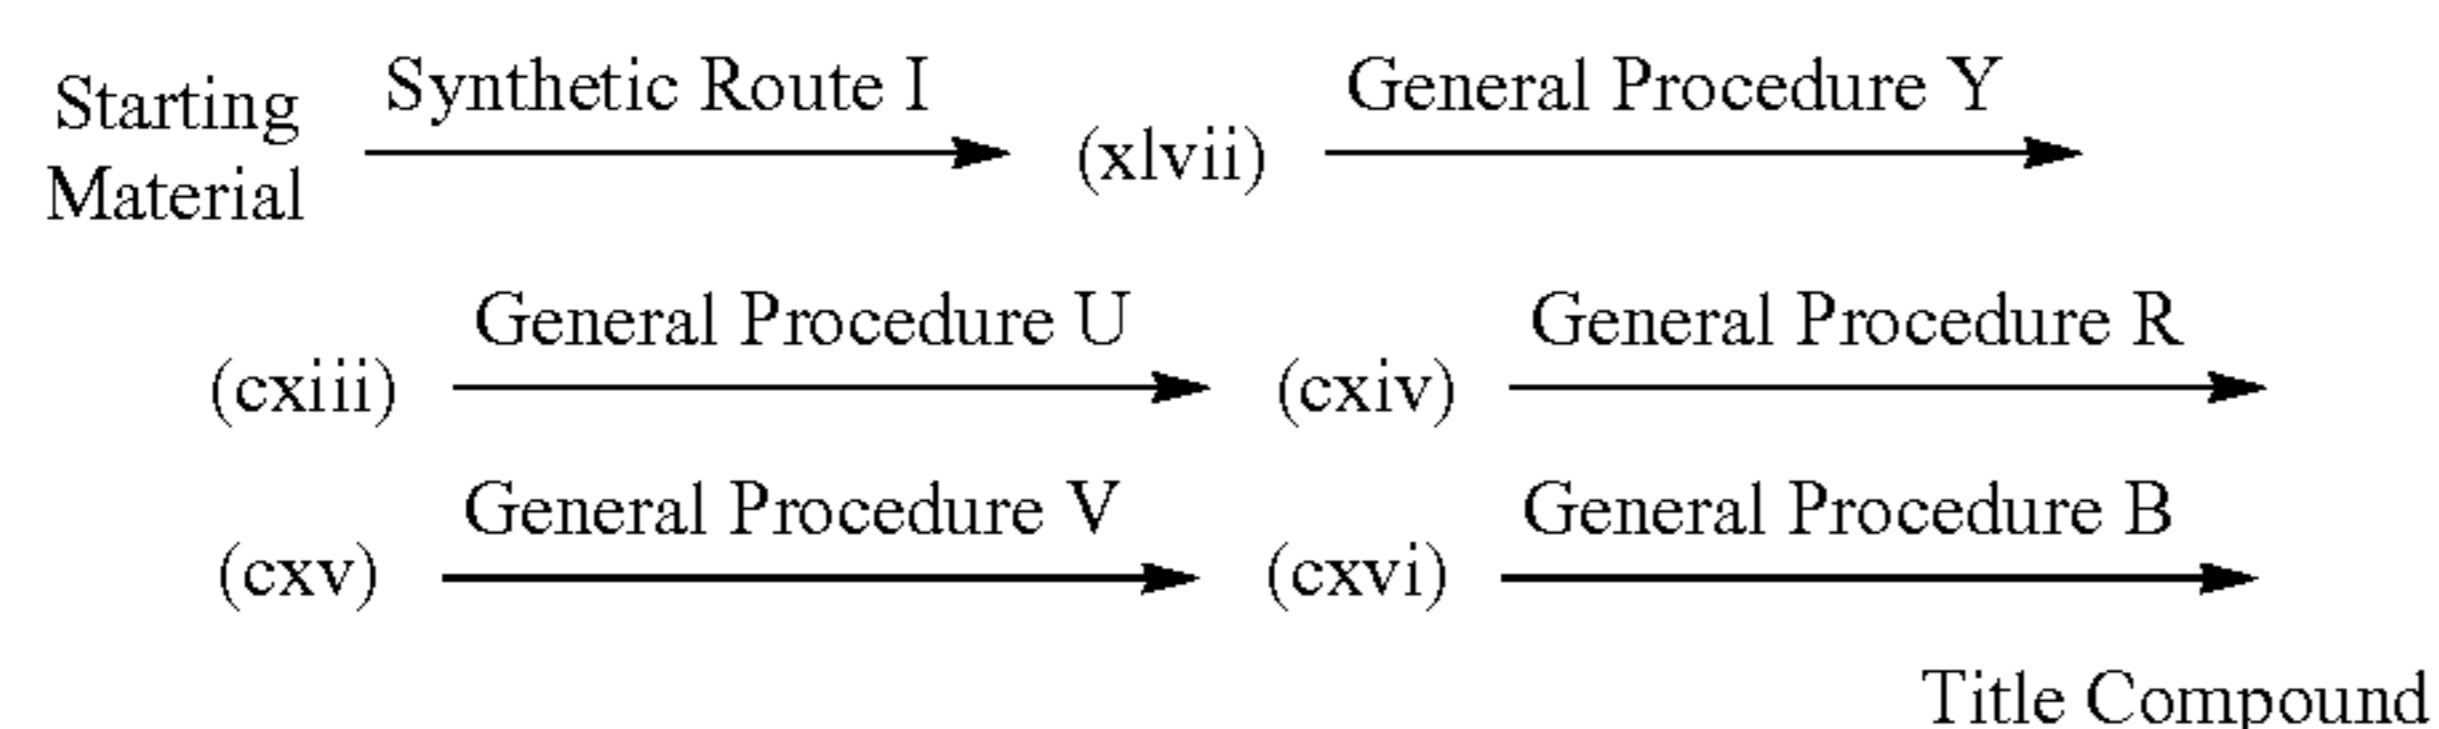 Starting Material
Synthetic Route I
(xlvii)
General Procedure Y
(cxiii)
General Procedure U
(cxiv)
General Procedure R
(cxv)
General Procedure V
(cxvi)
General Procedure B
Title Compound